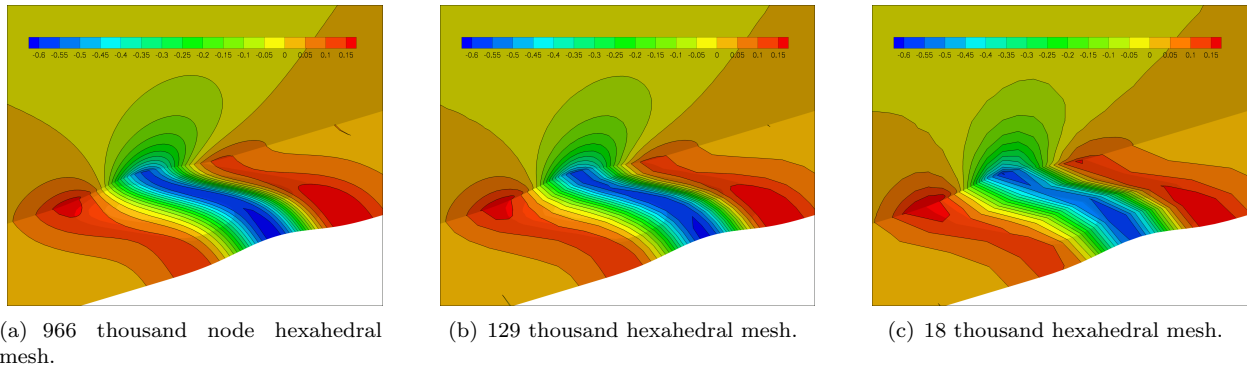 -0.6 -0.55 -0.5 -0.45 -0.4 -0.35 -0.3 -0.25 -0.2 -0.15 -0.1 -0.05 0 0.05 0.1 0.15
-0.6 -0.55 -0.5 -0.45 -0.4 -0.35 -0.3 -0.25 -0.2 -0.15 -0.1 -0.05 0 0.05 0.1 0.15
-0.6 -0.55 -0.5 -0.45 -0.4 -0.35 -0.3 -0.25 -0.2 -0.15 -0.1 -0.05 0 0.05 0.1 0.15
(a) 966 thousand node hexahedral
mesh.
(b) 129 thousand hexahedral mesh.
(c) 18 thousand hexahedral mesh.